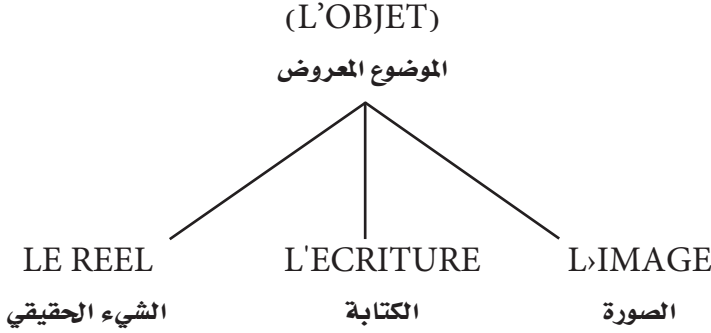 (L’OBJET)
الموضوع المعروض
LE REEL L'ECRITURE L›IMAGE
الشيء الحقيقي الكتابة الصورة